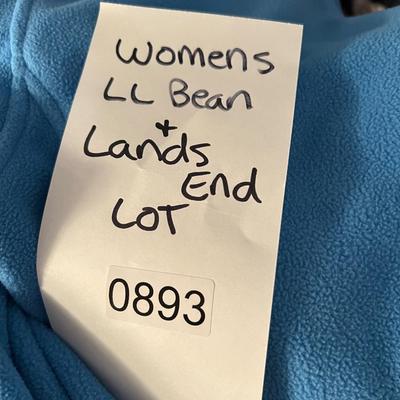 Womens
LL Bean
+
Lands
End
LOT
0893